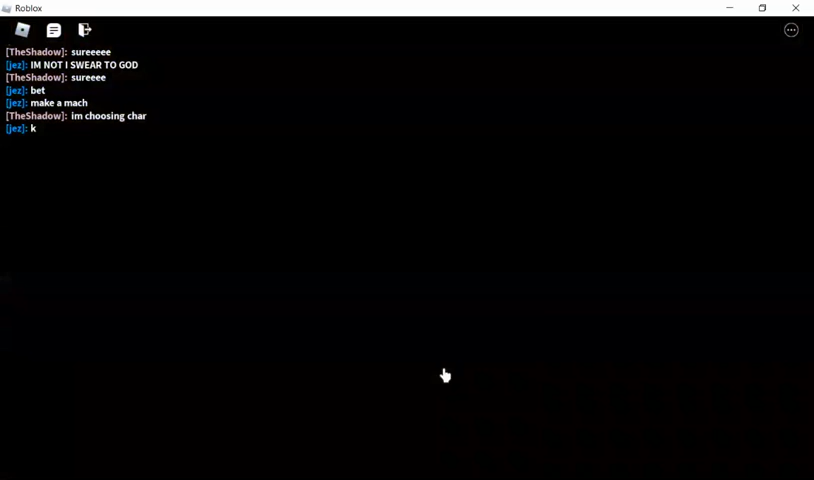 Roblox
[TheShadow]: sureeeee
[jez]: IM NOT I SWEAR TO GOD
[TheShadow]: sureeee
[jez]: bet
[jez]: make a mach
[TheShadow]: im choosing char
[jez]: k